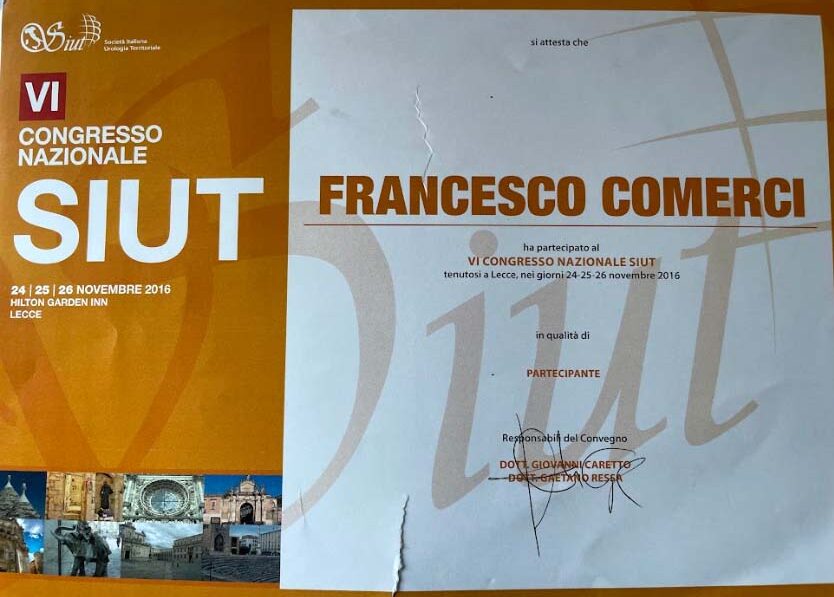 Siut
Società Italiana
Urologia Territoriale
VI
CONGRESSO
NAZIONALE
SIUT
24 | 25 | 26 NOVEMBRE 2016
HILTON GARDEN INN
LECCE
si attesta che
FRANCESCO COMERCI
ha partecipato al
VI CONGRESSO NAZIONALE SIUT
tenutosi a Lecce, nei giorni 24-25-26 novembre 2016
in qualità di
PARTECIPANTE
Responsabili del Convegno
DOTT. GIOVANNI CARETTO
DOTT. GAETANO RESSA
Siut